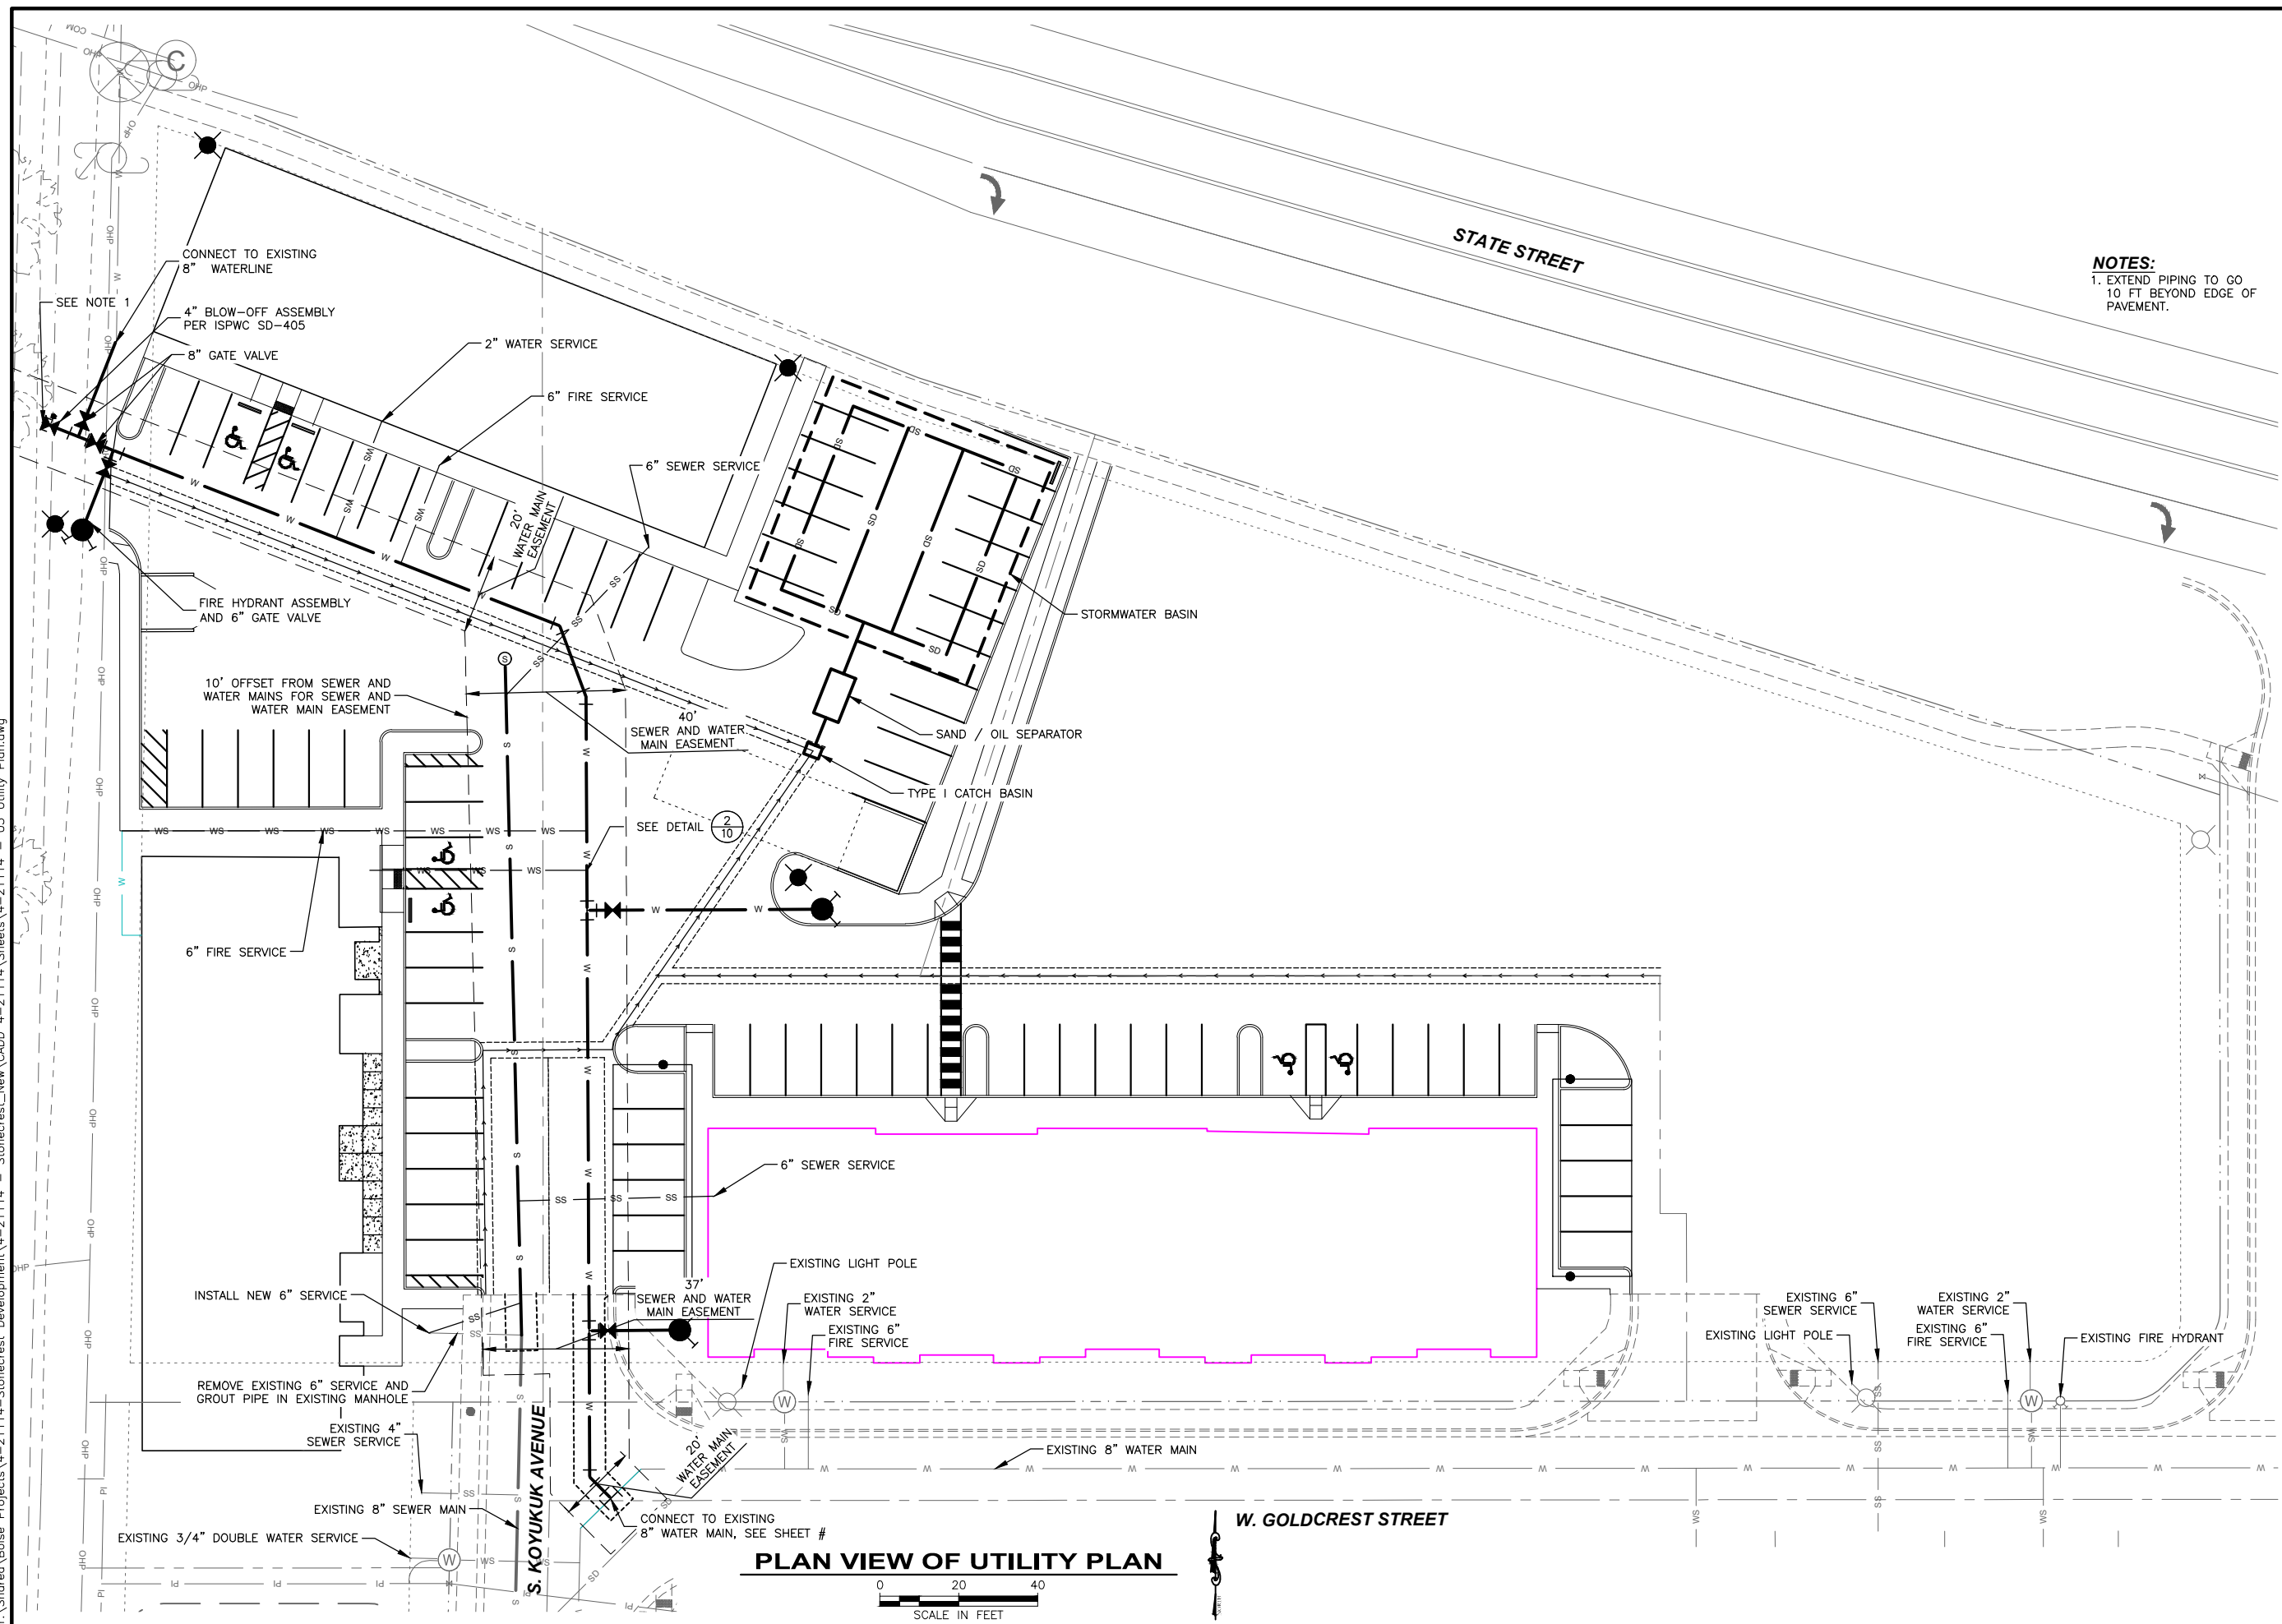 COM
OHP
C
OHP
OHP
OHP
W
W
STATE STREET
NOTES:
1. EXTEND PIPING TO GO
10 FT BEYOND EDGE OF
PAVEMENT.
CONNECT TO EXISTING
8" WATERLINE
SEE NOTE 1
4" BLOW-OFF ASSEMBLY
PER ISPWC SD-405
8" GATE VALVE
2" WATER SERVICE
6" FIRE SERVICE
6" SEWER SERVICE
20'
WATER MAIN
EASEMENT
FIRE HYDRANT ASSEMBLY
AND 6" GATE VALVE
STORMWATER BASIN
10' OFFSET FROM SEWER AND
WATER MAINS FOR SEWER AND
WATER MAIN EASEMENT
40'
SEWER AND WATER
MAIN EASEMENT
SAND / OIL SEPARATOR
TYPE I CATCH BASIN
SEE DETAIL
2
10
6" FIRE SERVICE
6" SEWER SERVICE
EXISTING LIGHT POLE
INSTALL NEW 6" SERVICE
37'
SEWER AND WATER
MAIN EASEMENT
EXISTING 2"
WATER SERVICE
EXISTING 6"
FIRE SERVICE
EXISTING 6"
SEWER SERVICE
EXISTING 2"
WATER SERVICE
EXISTING LIGHT POLE
EXISTING 6"
FIRE SERVICE
EXISTING FIRE HYDRANT
REMOVE EXISTING 6" SERVICE AND
GROUT PIPE IN EXISTING MANHOLE
EXISTING 4"
SEWER SERVICE
20'
WATER MAIN
EASEMENT
EXISTING 8" WATER MAIN
EXISTING 8" SEWER MAIN
CONNECT TO EXISTING
8" WATER MAIN, SEE SHEET #
EXISTING 3/4" DOUBLE WATER SERVICE
S. KOYUKUK AVENUE
W. GOLDCREST STREET
PLAN VIEW OF UTILITY PLAN
0 20 40
SCALE IN FEET